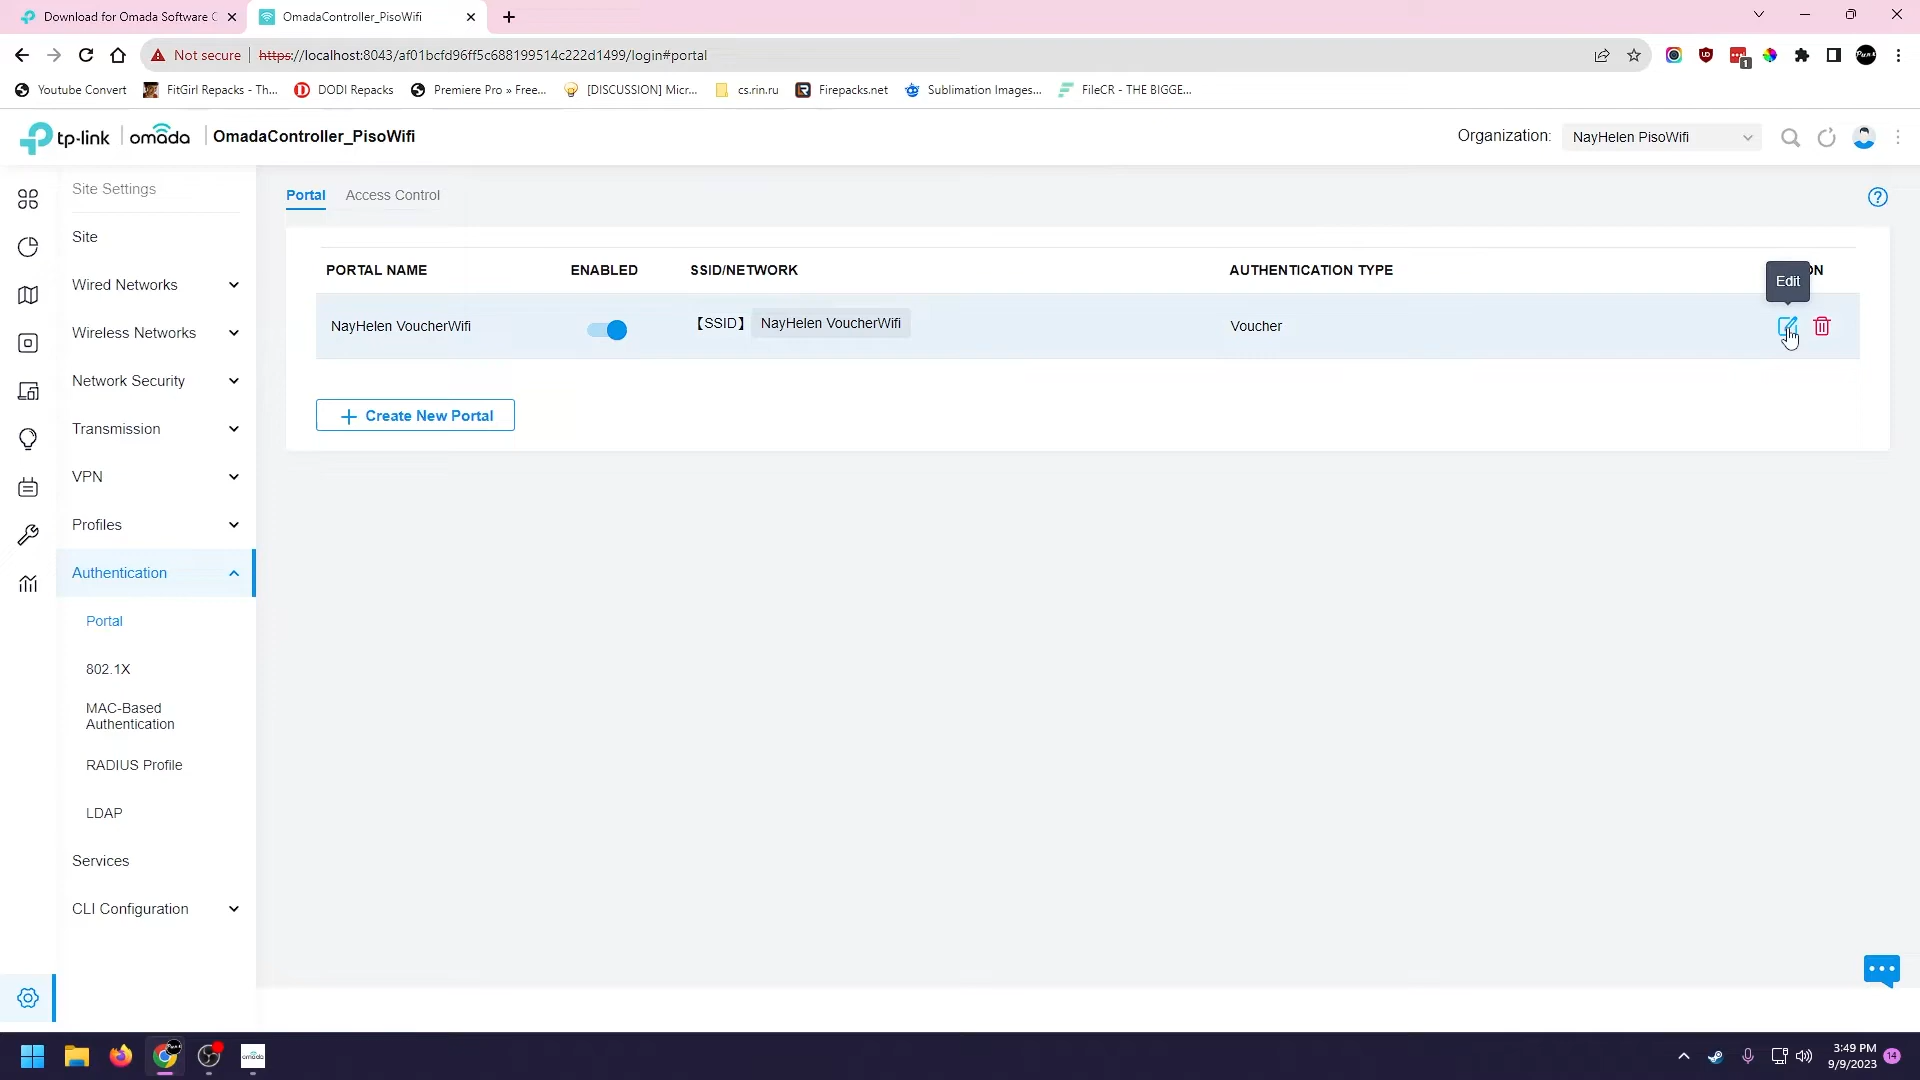 Download for Omada Software C
OmadaController_PisoWifi
Not secure
https://localhost:8043/af01bcfd96ff5c688199514c222d1499/login#portal
1
Youtube Convert
FitGirl Repacks - Th...
DODI Repacks
Premiere Pro » Free...
[DISCUSSION] Micr...
cs.rin.ru
Firepacks.net
Sublimation Images...
FileCR - THE BIGGE...
tp-link
omada
OmadaController_PisoWifi
Organization:
NayHelen PisoWifi
Site Settings
Portal
Access Control
Site
Wired Networks
Wireless Networks
Network Security
Transmission
VPN
Profiles
Authentication
Portal
802.1X
MAC-Based
Authentication
RADIUS Profile
LDAP
Services
CLI Configuration
PORTAL NAME
ENABLED
SSID/NETWORK
AUTHENTICATION TYPE
ON
Edit
NayHelen VoucherWifi
【SSID】
NayHelen VoucherWifi
Voucher
Create New Portal
omada
3:49 PM
9/9/2023
14